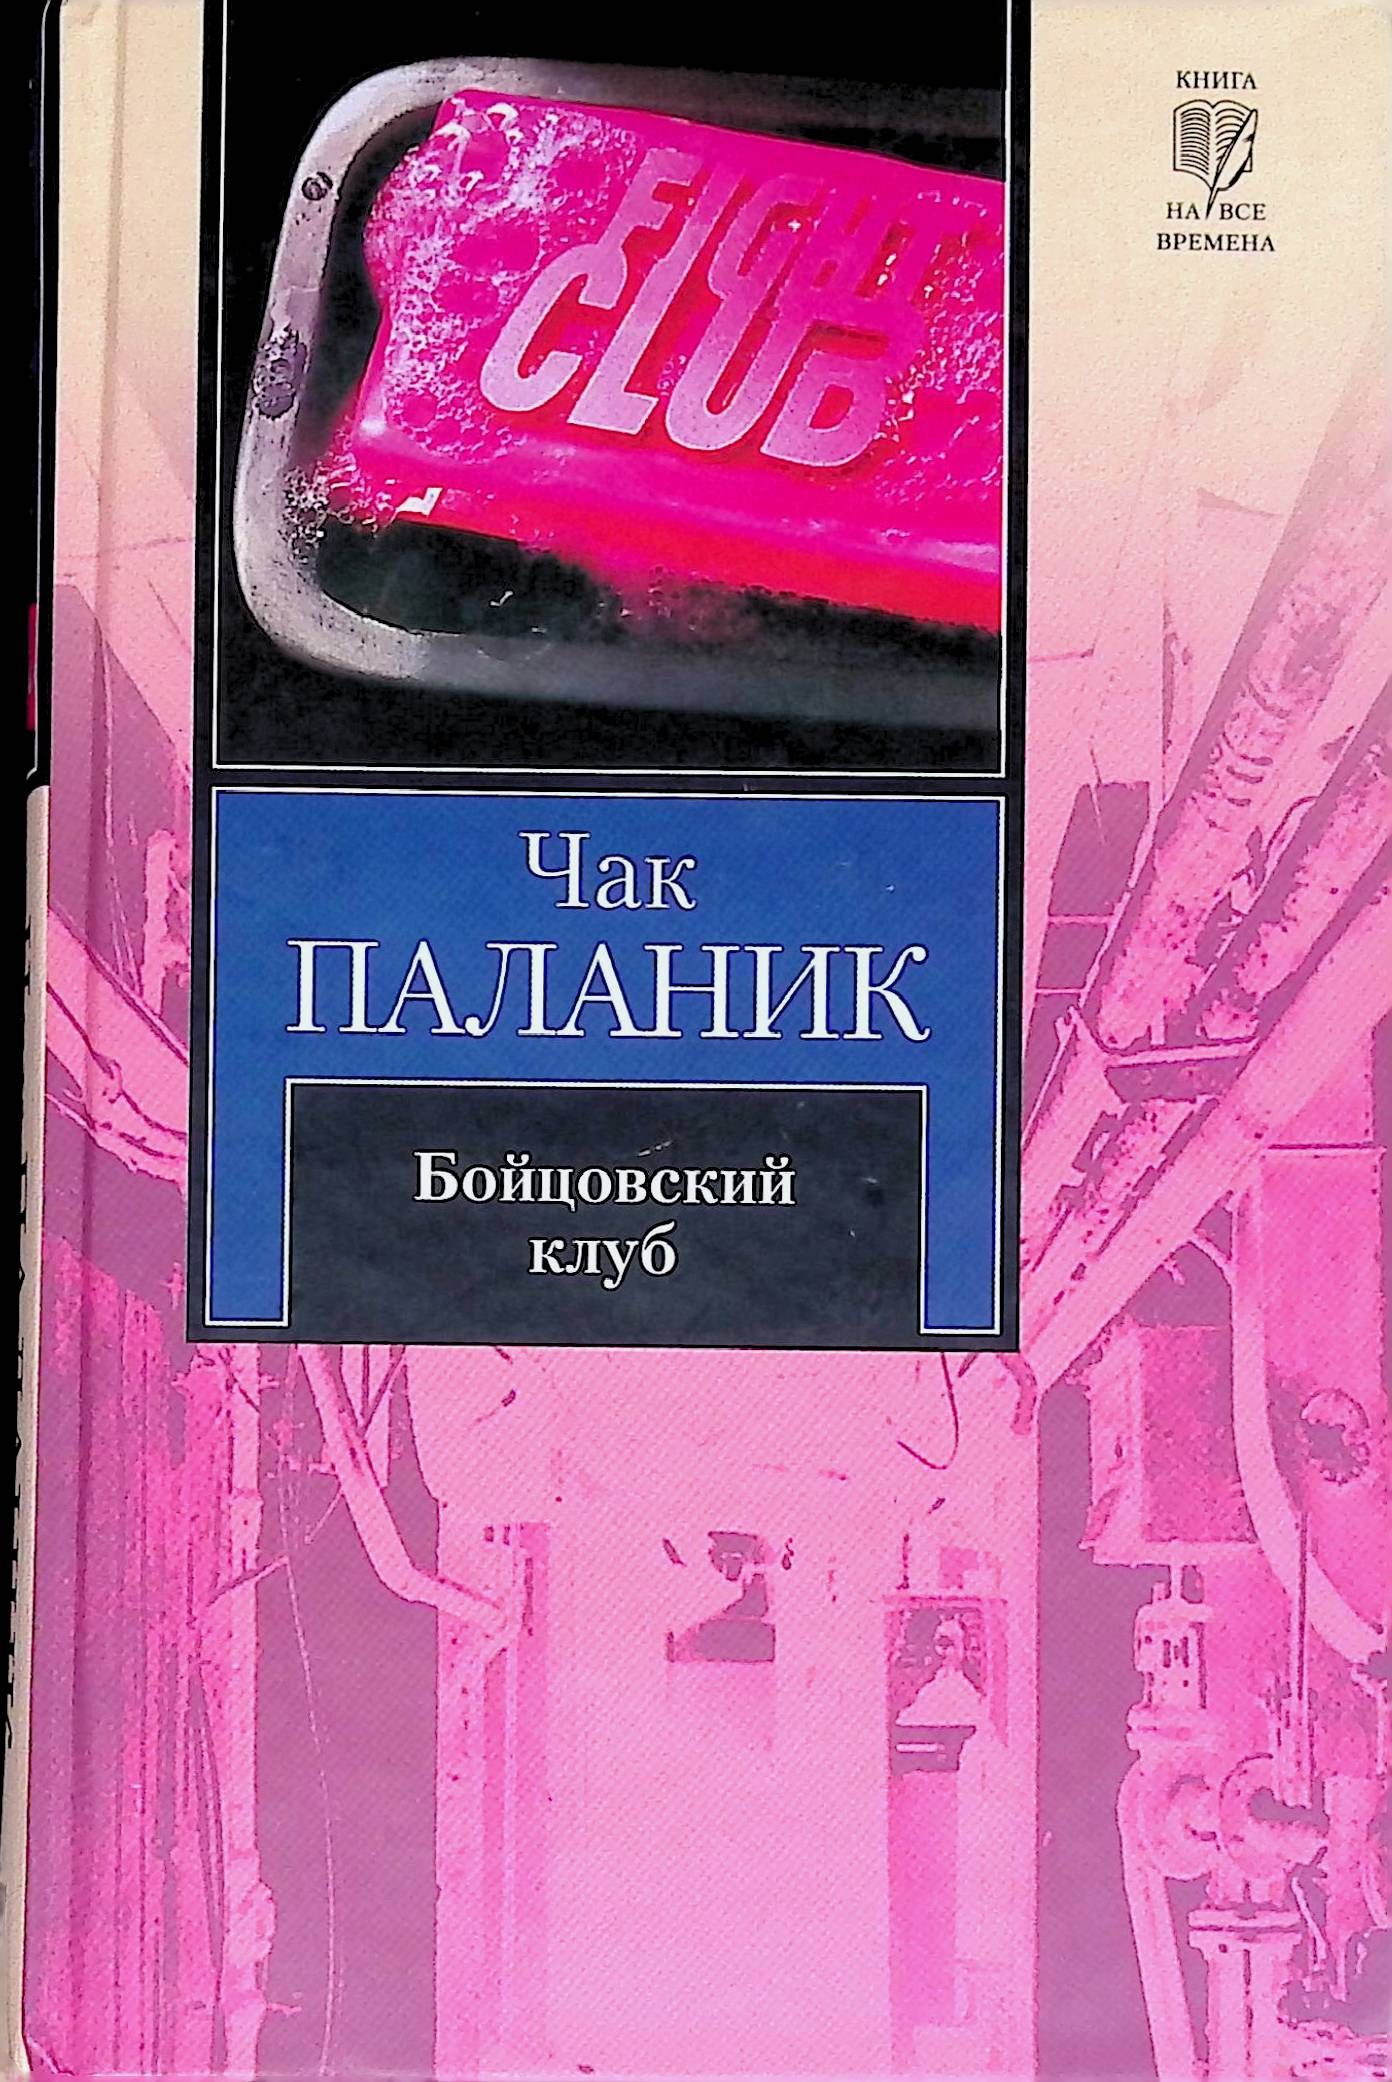 КНИГА
НА ВСЕ
ВРЕМЕНА
FIGHT
CLUB
Чак
ПАЛАНИК
Бойцовский
клуб